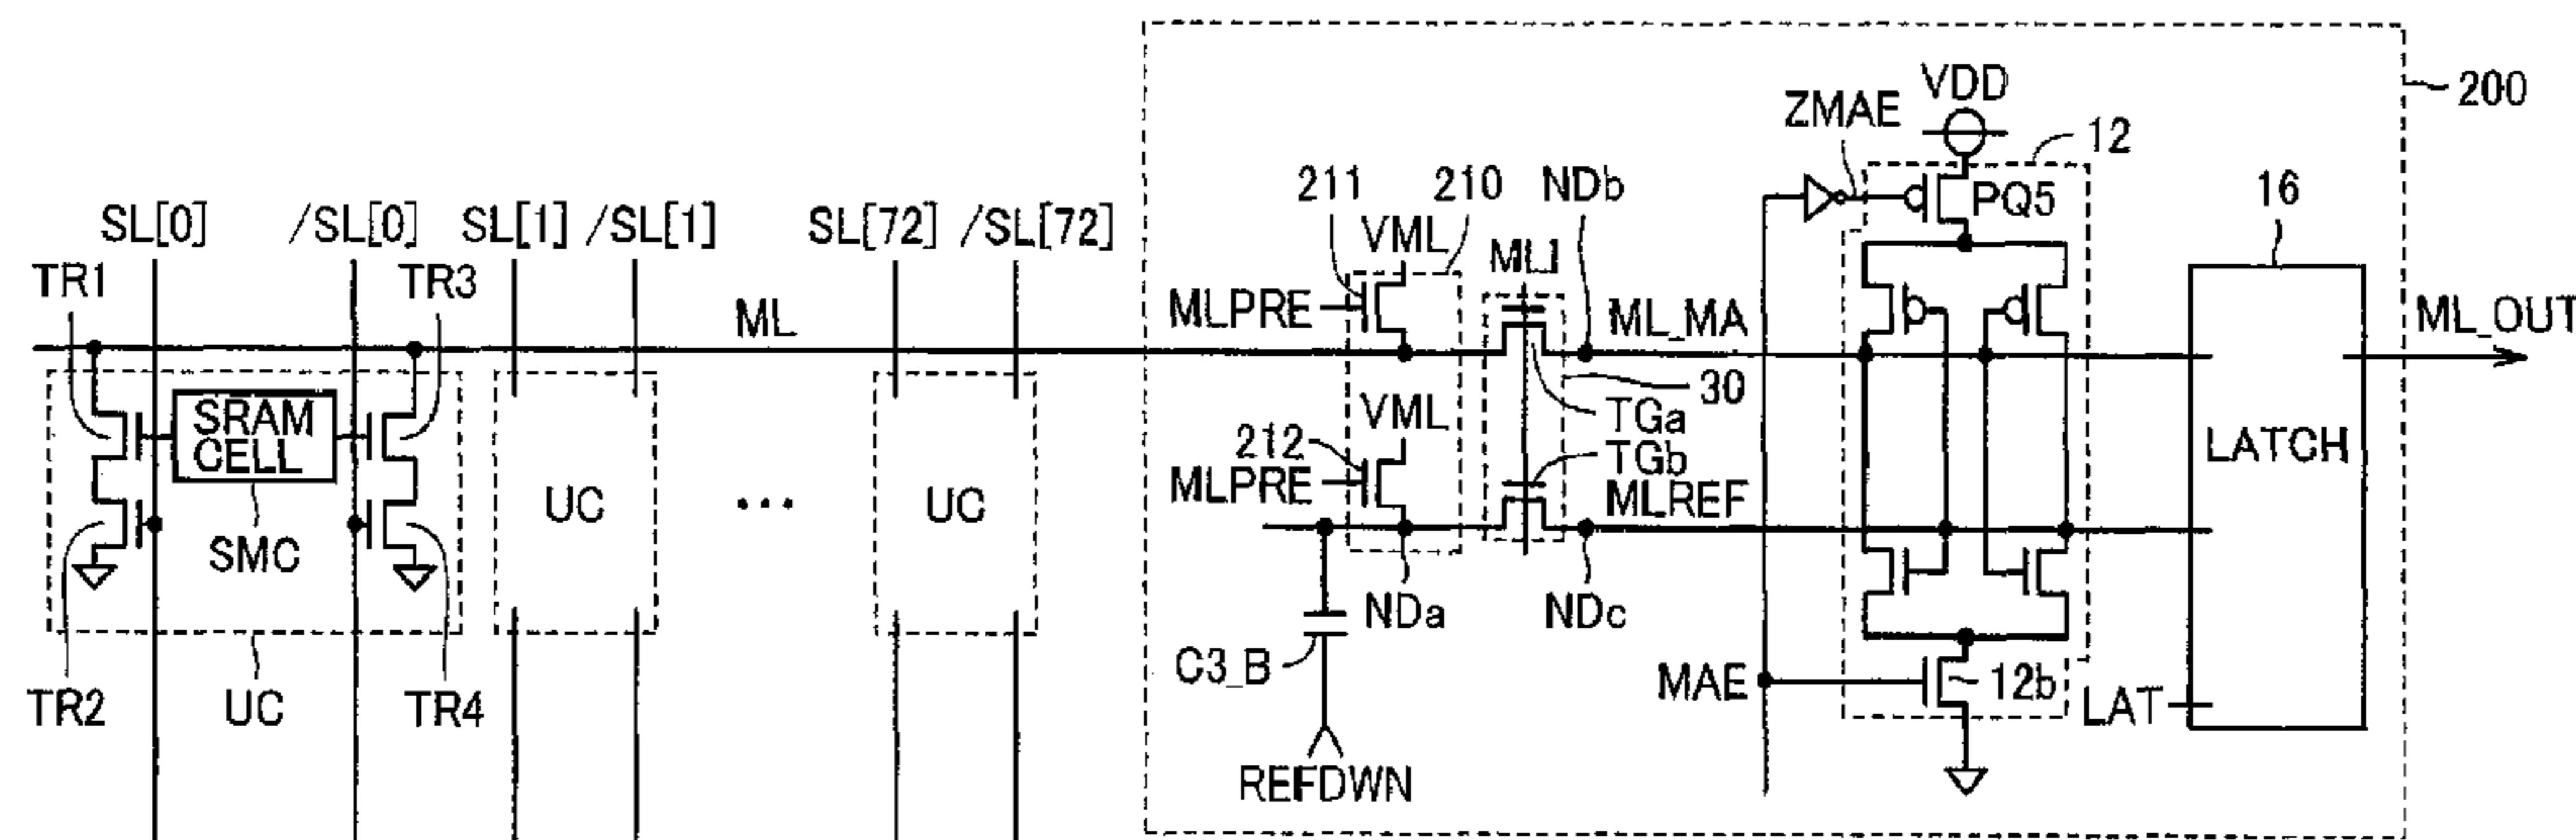 VDD
ZMAE
200
12
211
210
NDb
PQ5
16
SL[0]
/SL[0]
SL[1]
/SL[1]
SL[72]
/SL[72]
VML
MLI
TR1
TR3
ML
MLPRE
ML_MA
ML_OUT
30
SRAM
CELL
VML
TGa
TGb
LATCH
212
MLPRE
MLREF
UC
...
UC
SMC
NDa
NDc
C3_B
MAE
12b
LAT
TR2
UC
TR4
REFDWN